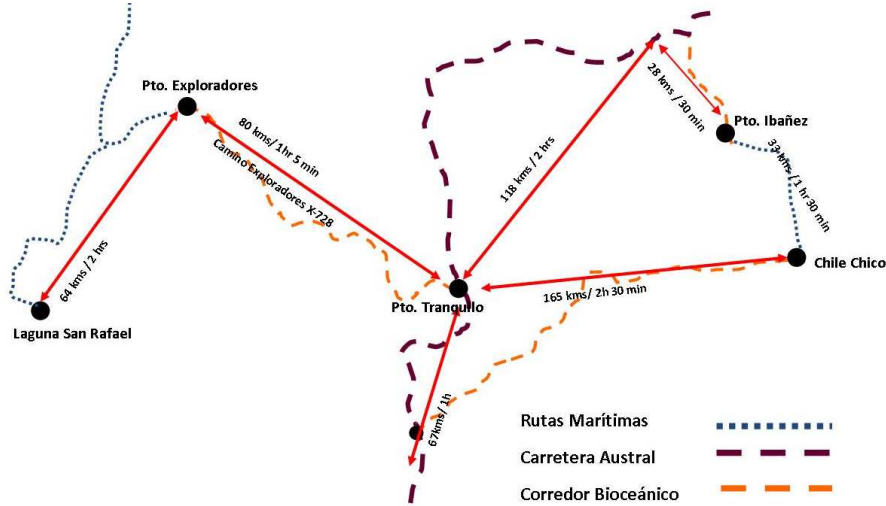 Pto. Exploradores
28 kms / 30 min
80 kms/ 1hr 5 min
Pto. Ibañez
Camino Exploradores X-728
118 kms / 2 hrs
33 kms / 1 hr 30 min
64 kms / 2 hrs
Chile Chico
165 kms/ 2h 30 min
Pto. Tranquilo
Laguna San Rafael
67kms/ 1h
Rutas Marítimas
Carretera Austral
Corredor Bioceánico